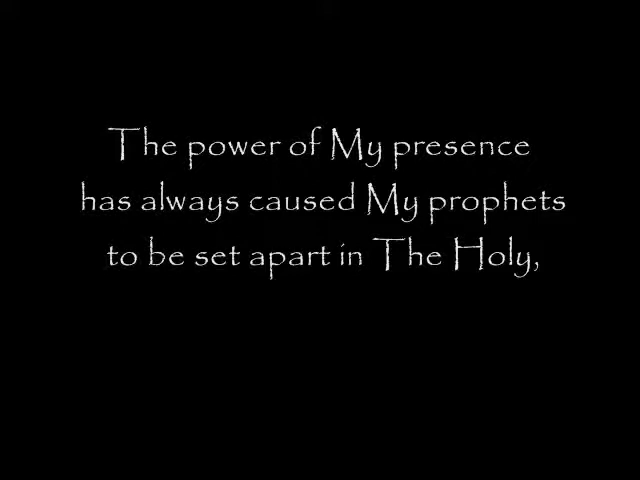 The power of My presence
has always caused My prophets
to be set apart in The Holy,